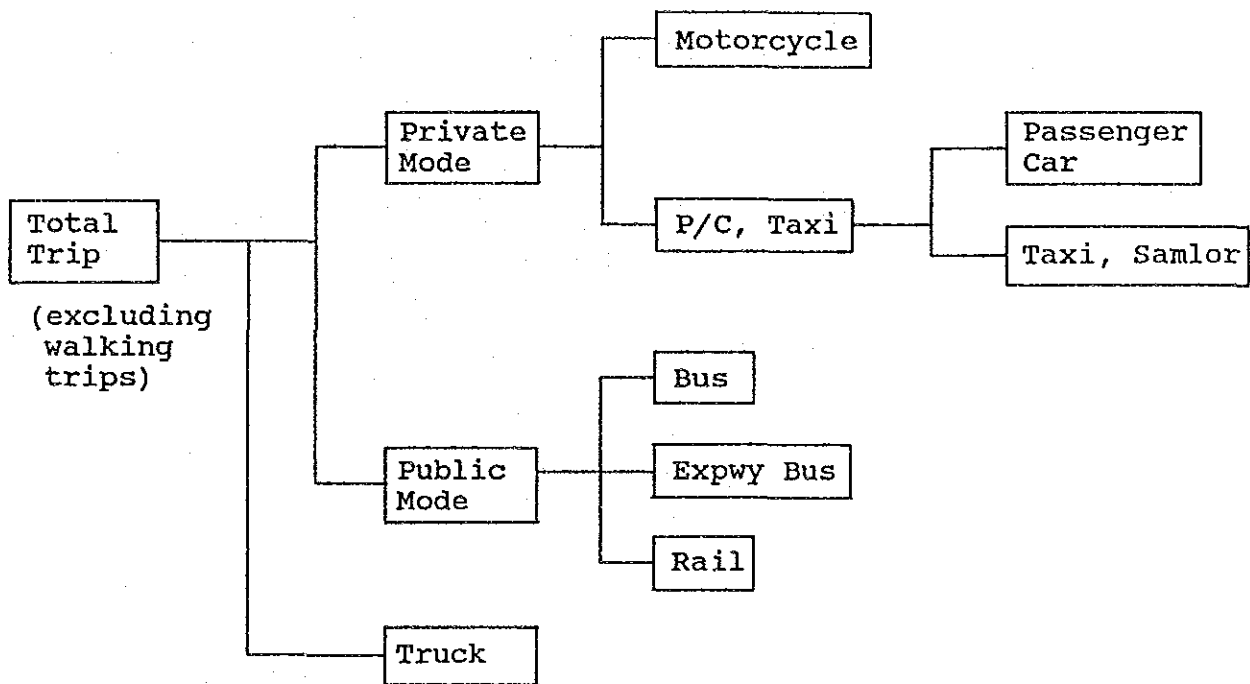 Motorcycle
Private
Mode
Passenger
Car
Total
Trip
P/C, Taxi
Taxi, Samlor
(excluding
walking
trips)
Bus
Public
Mode
Expwy Bus
Rail
Truck